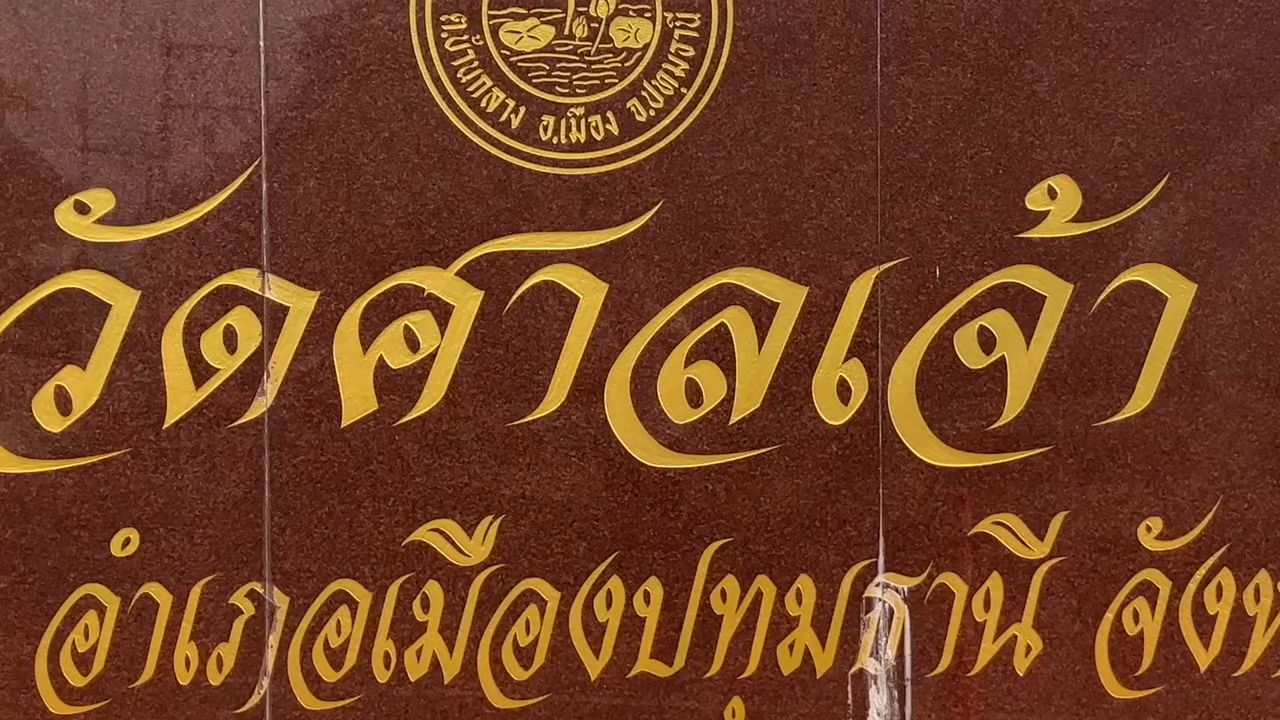 ต.บ้านกลาง อ.เมือง จ.ปทุมธานี
วัดศาลเจ้า
อำเภอเมืองปทุมธานี